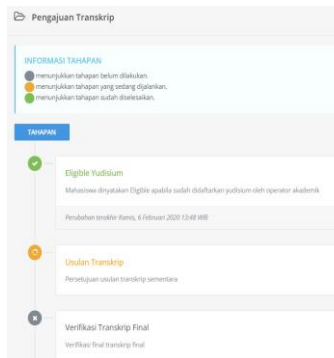 Pengajuan Transkrip
INFORMASI TAHAPAN
menunjukkan tahapan belum dilakukan.
menunjukkan tahapan yang sedang dijalankan.
menunjukkan tahapan sudah diselesaikan.
TAHAPAN
Eligible Yudisium
Mahasiswa dinyatakan Eligible apabila sudah didaftarkan yudisium oleh operator akademik
Perubahan terakhir Kamis, 6 Februari 2020 13:48 WIB
Usulan Transkrip
Persetujuan usulan transkrip sementara
Verifikasi Transkrip Final
Verifikasi final transkrip final